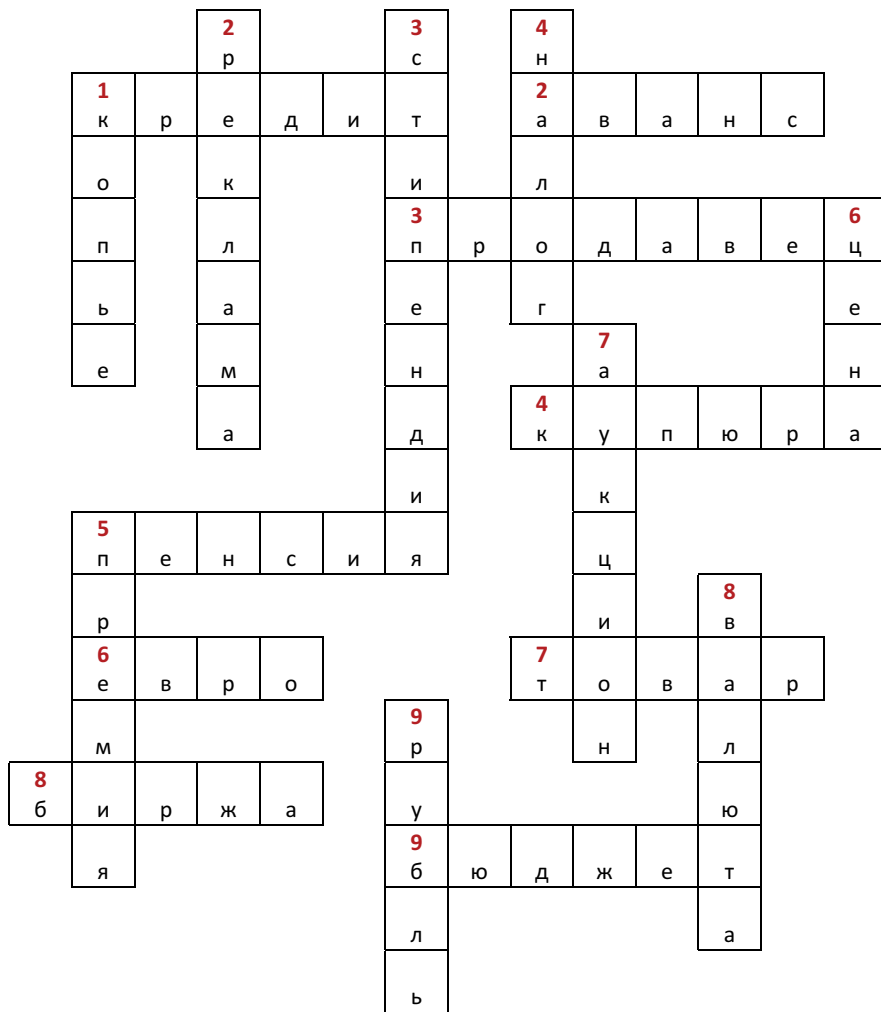 2 3 4
р с н
1 2
к р е д и т а в а н с
о к и л
3 6
п л п р о д а в е ц
ь а е г е
7
е м н а н
4
а д к у п ю р а
и к
5
п е н с и я ц
8
р и в
6 7
е в р о т о в а р
9
м р н л
8
б и р ж а у ю
9
я б ю д ж е т
л а
ь